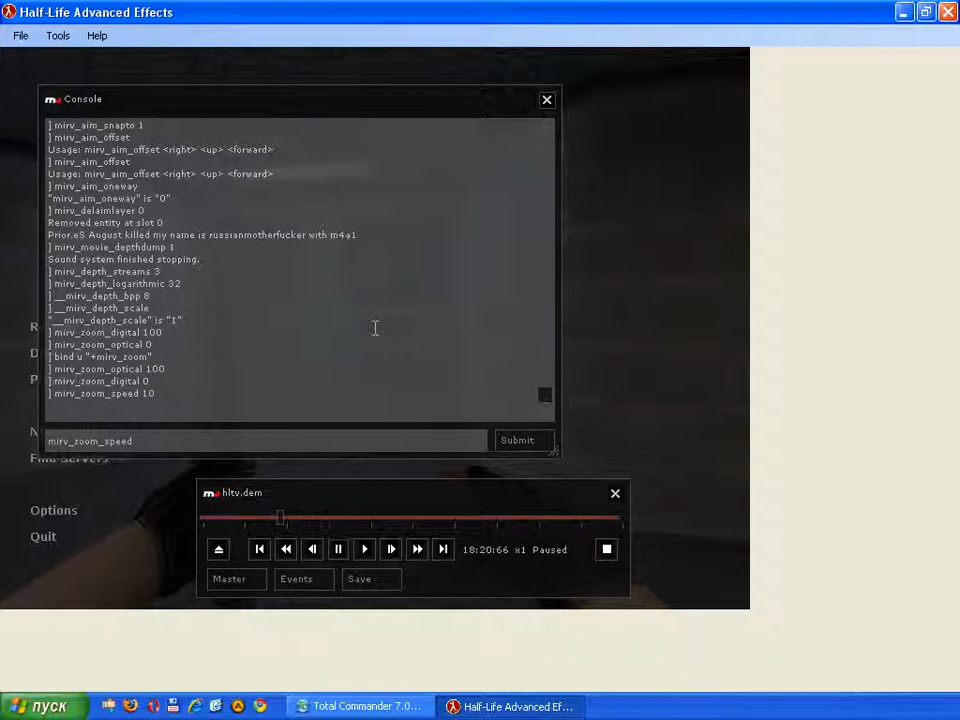 Half-Life Advanced Effects
File Tools Help
Console
] mirv_aim_snapto 1
] mirv_aim_offset
Usage: mirv_aim_offset <right> <up> <forward>
] mirv_aim_offset
Usage: mirv_aim_offset <right> <up> <forward>
] mirv_aim_oneway
"mirv_aim_oneway" is "0"
] mirv_delaimlayer 0
Removed entity at slot 0
Prior.eS August killed my name is russianmotherfucker with m4a1
] mirv_movie_depthdump 1
Sound system finished stopping.
] mirv_depth_streams 3
] mirv_depth_logarithmic 32
] __mirv_depth_bpp 8
] __mirv_depth_scale
"__mirv_depth_scale" is "1"
] mirv_zoom_digital 100
] mirv_zoom_optical 0
] bind u "+mirv_zoom"
] mirv_zoom_optical 100
] mirv_zoom_digital 0
] mirv_zoom_speed 10
mirv_zoom_speed Submit
Find Servers
Options
Quit
hltv.dem
18:20:66 x1 Paused
Master Events Save
пуск Total Commander 7.0... Half-Life Advanced Eff...